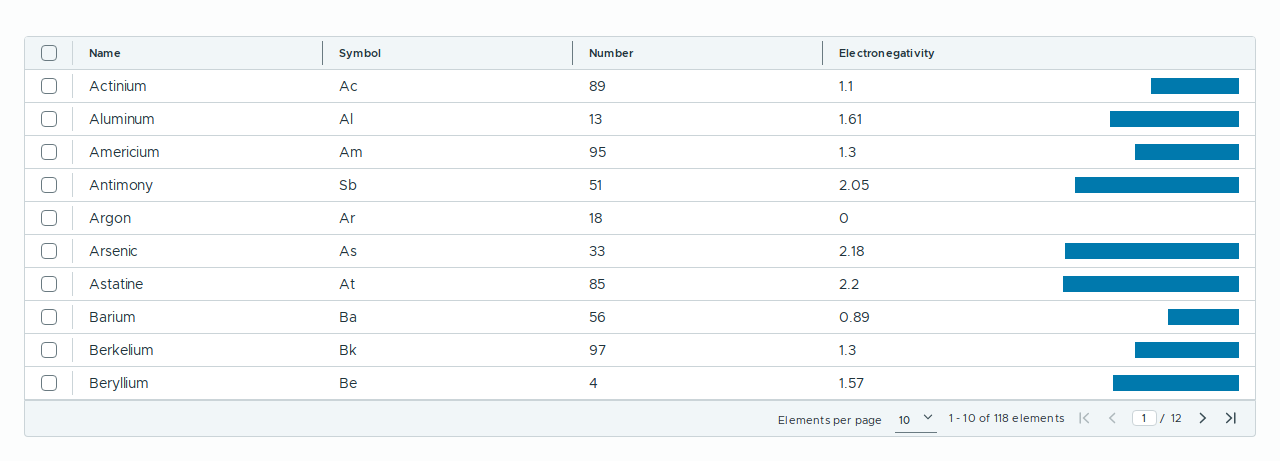 Name Symbol Number Electronegativity
Actinium Ac 89 1.1
Aluminum Al 13 1.61
Americium Am 95 1.3
Antimony Sb 51 2.05
Argon Ar 18 0
Arsenic As 33 2.18
Astatine At 85 2.2
Barium Ba 56 0.89
Berkelium Bk 97 1.3
Beryllium Be 4 1.57
Elements per page 10 1 - 10 of 118 elements 1 / 12